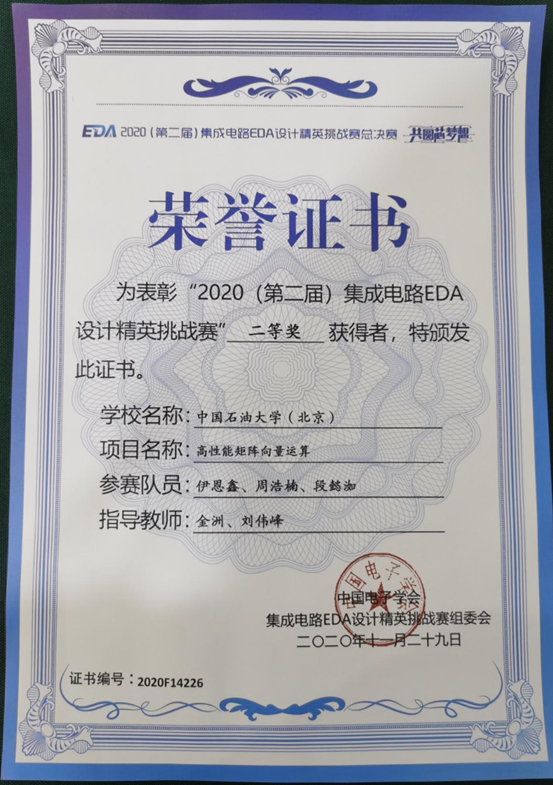 EDA 2020(第二届)集成电路EDA设计精英挑战赛总决赛 共圆芯梦想
荣誉证书
为表彰“2020（第二届）集成电路EDA
设计精英挑战赛”二等奖 获得者，特颁发
此证书。
学校名称：中国石油大学（北京）
项目名称：高性能矩阵向量运算
参赛队员：伊恩鑫、周浩楠、段懿洳
指导教师：金洲、刘伟峰
中国电子学会
中国电子学会
集成电路EDA设计精英挑战赛组委会
二〇二〇年十一月二十九日
证书编号：2020F14226